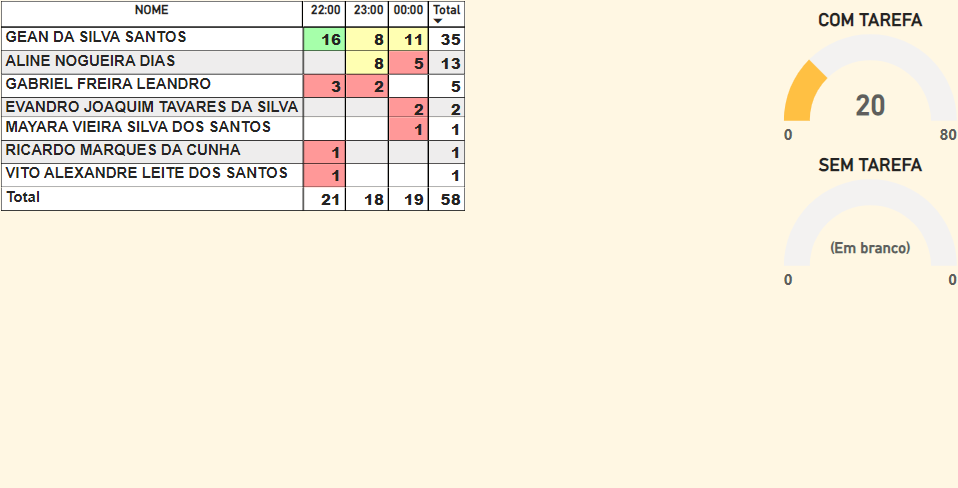 NOME 22:00 23:00 00:00 Total
GEAN DA SILVA SANTOS 16 8 11 35
ALINE NOGUEIRA DIAS 8 5 13
GABRIEL FREIRA LEANDRO 3 2 5
EVANDRO JOAQUIM TAVARES DA SILVA 2 2
MAYARA VIEIRA SILVA DOS SANTOS 1 1
RICARDO MARQUES DA CUNHA 1 1
VITO ALEXANDRE LEITE DOS SANTOS 1 1
Total 21 18 19 58
COM TAREFA
20
0 80
SEM TAREFA
(Em branco)
0 0